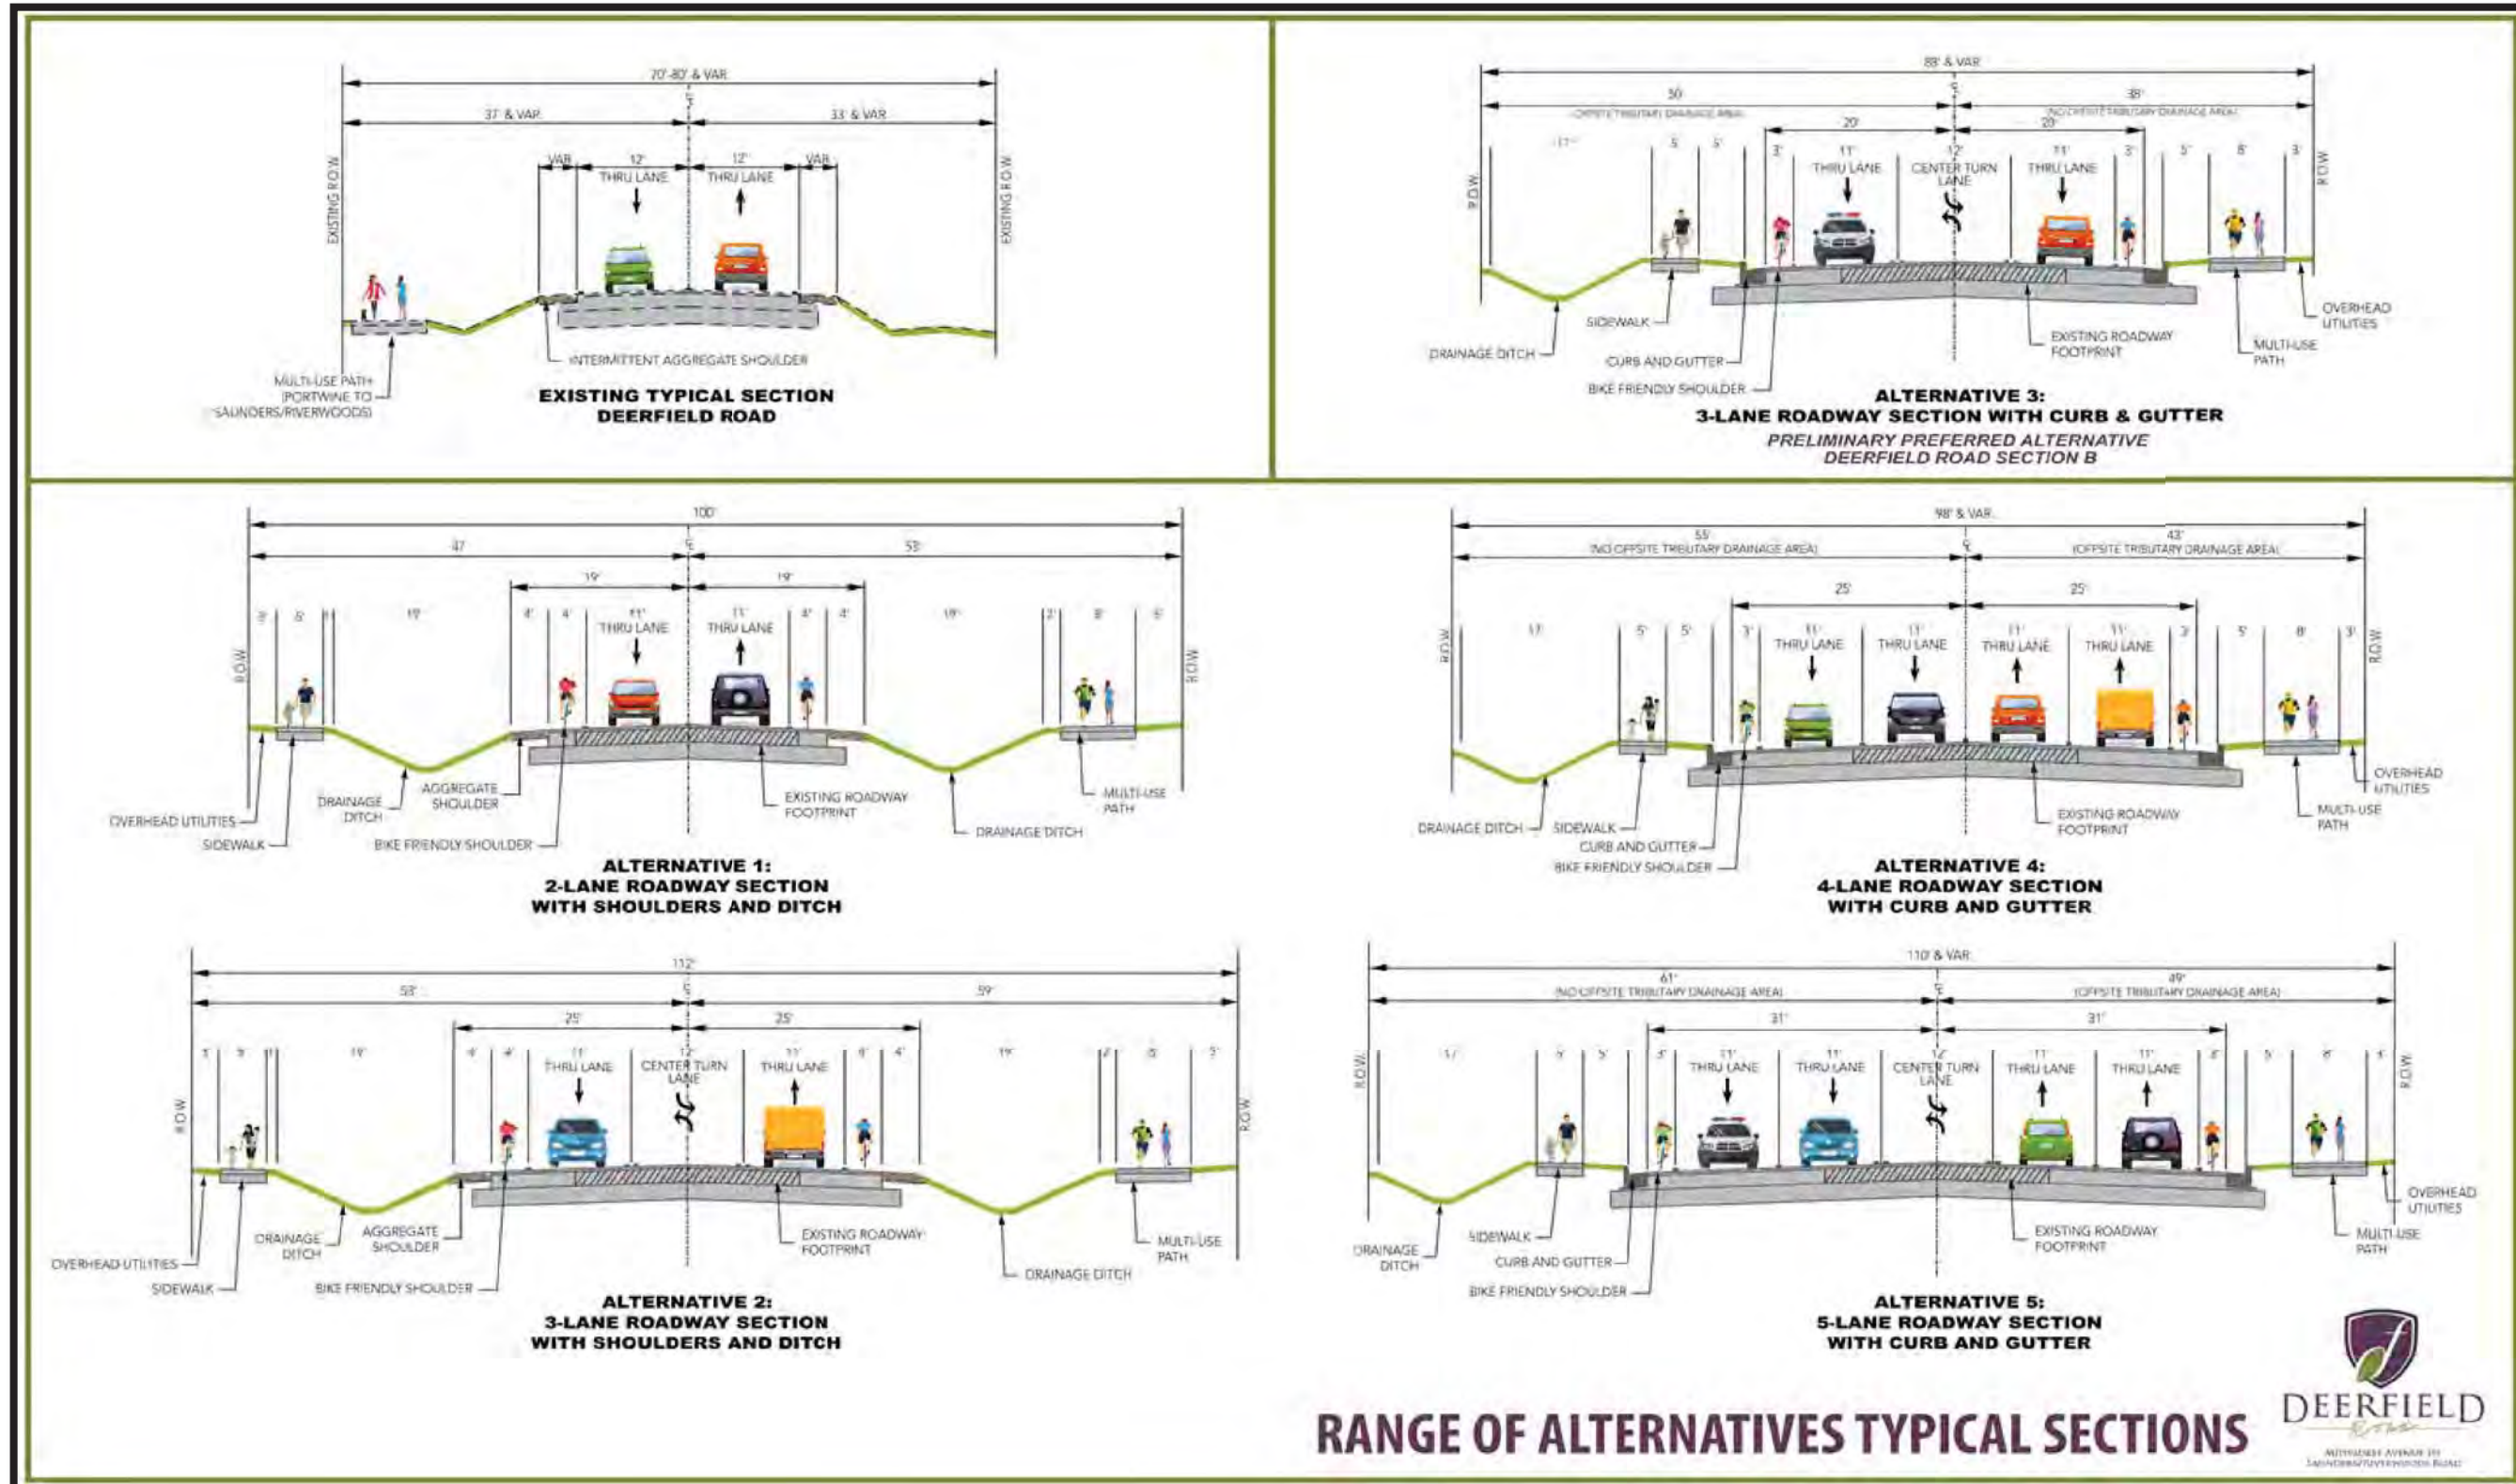 70'-80' & VAR.
37' & VAR.
33' & VAR.
VAR.
12'
12'
VAR.
THRU LANE
THRU LANE
EXISTING R.O.W.
EXISTING R.O.W.
INTERMITTENT AGGREGATE SHOULDER
MULTI-USE PATH
(PORTWINE TO
SAUNDERS/RIVERWOODS)
EXISTING TYPICAL SECTION
DEERFIELD ROAD
88' & VAR.
50'
38'
(OFFSITE TRIBUTARY DRAINAGE AREA)
(NO OFFSITE TRIBUTARY DRAINAGE AREA)
20'
20'
17'
5'
5'
3'
11'
12'
11'
3'
5'
8'
3'
THRU LANE
CENTER TURN
LANE
THRU LANE
R.O.W.
R.O.W.
DRAINAGE DITCH
SIDEWALK
CURB AND GUTTER
BIKE FRIENDLY SHOULDER
EXISTING ROADWAY
FOOTPRINT
MULTI-USE
PATH
OVERHEAD
UTILITIES
ALTERNATIVE 3:
3-LANE ROADWAY SECTION WITH CURB & GUTTER
PRELIMINARY PREFERRED ALTERNATIVE
DEERFIELD ROAD SECTION B
100'
47'
53'
19'
19'
5'
19'
4'
4'
11'
11'
4'
4'
19'
2'
8'
THRU LANE
THRU LANE
R.O.W.
R.O.W.
OVERHEAD UTILITIES
SIDEWALK
DRAINAGE
DITCH
AGGREGATE
SHOULDER
BIKE FRIENDLY SHOULDER
EXISTING ROADWAY
FOOTPRINT
DRAINAGE DITCH
MULTI-USE
PATH
ALTERNATIVE 1:
2-LANE ROADWAY SECTION
WITH SHOULDERS AND DITCH
98' & VAR.
55'
43'
(NO OFFSITE TRIBUTARY DRAINAGE AREA)
(OFFSITE TRIBUTARY DRAINAGE AREA)
25'
25'
17'
5'
5'
3'
11'
11'
11'
11'
3'
5'
8'
3'
THRU LANE
THRU LANE
THRU LANE
THRU LANE
R.O.W.
R.O.W.
DRAINAGE DITCH
SIDEWALK
CURB AND GUTTER
BIKE FRIENDLY SHOULDER
EXISTING ROADWAY
FOOTPRINT
MULTI-USE
PATH
OVERHEAD
UTILITIES
ALTERNATIVE 4:
4-LANE ROADWAY SECTION
WITH CURB AND GUTTER
112'
53'
59'
25'
25'
5'
19'
4'
4'
11'
12'
11'
4'
4'
19'
2'
8'
5'
THRU LANE
CENTER TURN
LANE
THRU LANE
R.O.W.
R.O.W.
OVERHEAD UTILITIES
SIDEWALK
DRAINAGE
DITCH
AGGREGATE
SHOULDER
BIKE FRIENDLY SHOULDER
EXISTING ROADWAY
FOOTPRINT
DRAINAGE DITCH
MULTI-USE
PATH
ALTERNATIVE 2:
3-LANE ROADWAY SECTION
WITH SHOULDERS AND DITCH
110' & VAR.
61'
49'
(NO OFFSITE TRIBUTARY DRAINAGE AREA)
(OFFSITE TRIBUTARY DRAINAGE AREA)
31'
31'
17'
5'
5'
3'
11'
11'
12'
11'
11'
3'
5'
8'
3'
THRU LANE
THRU LANE
CENTER TURN
LANE
THRU LANE
THRU LANE
R.O.W.
R.O.W.
DRAINAGE
DITCH
SIDEWALK
CURB AND GUTTER
BIKE FRIENDLY SHOULDER
EXISTING ROADWAY
FOOTPRINT
MULTI-USE
PATH
OVERHEAD
UTILITIES
ALTERNATIVE 5:
5-LANE ROADWAY SECTION
WITH CURB AND GUTTER
RANGE OF ALTERNATIVES TYPICAL SECTIONS
DEERFIELD
Road
MILWAUKEE AVENUE TO
SAUNDERS/RIVERWOODS ROAD